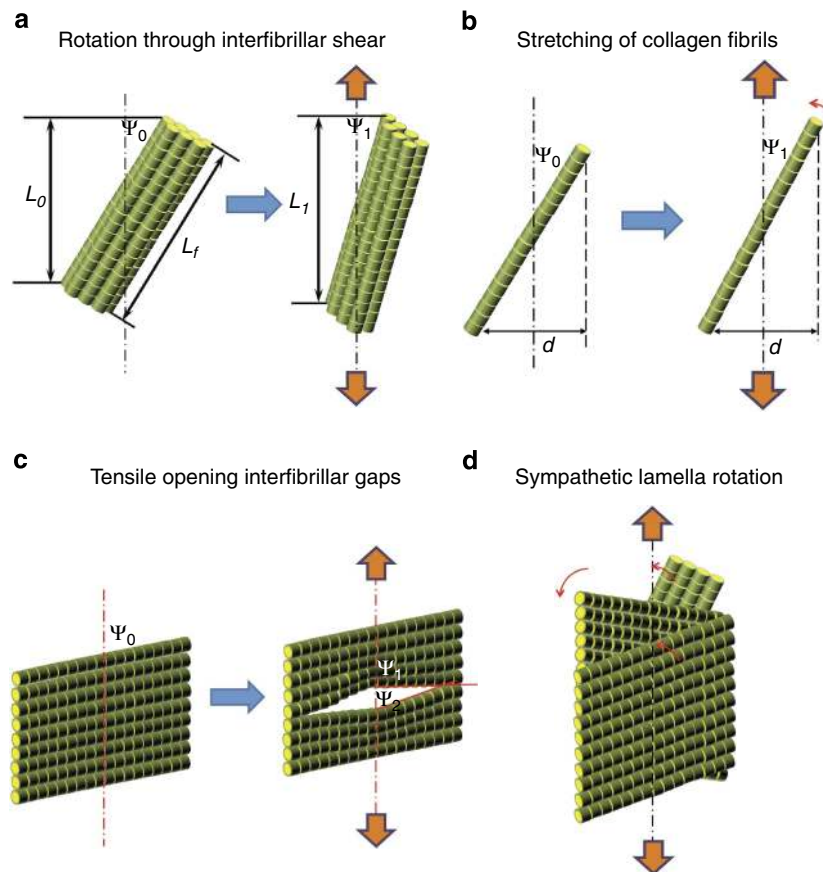 a
Rotation through interfibrillar shear
Ψ0
L0
Lf
Ψ1
L1
b
Stretching of collagen fibrils
Ψ0
d
Ψ1
d
c
Tensile opening interfibrillar gaps
Ψ0
Ψ1
Ψ2
d
Sympathetic lamella rotation